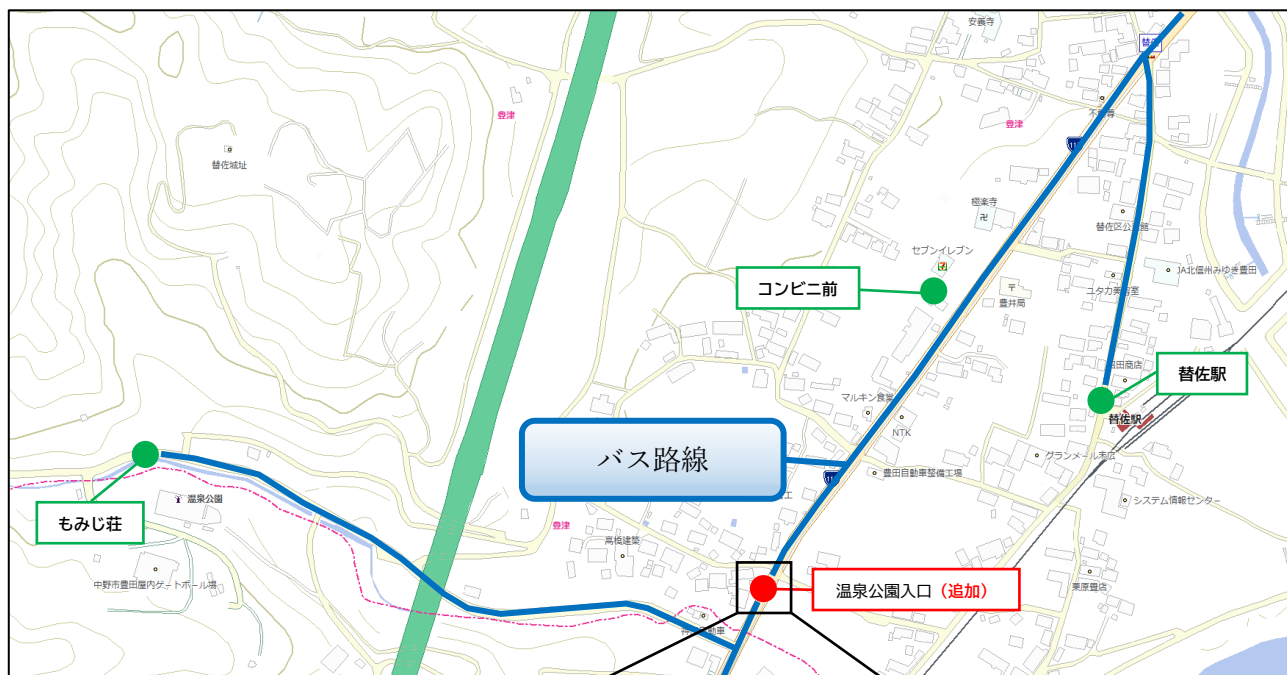 安養寺
替佐
豊津
不動尊
豊津
替佐城址
極楽寺
替佐区公民館
セブンイレブン
JA北信州みゆき豊田
コンビニ前
豊井局
ユタカ美容室
替佐駅
マルキン食堂
替佐駅
NTK
バス路線
グランメール末広
豊田自動車整備工場
もみじ荘
温泉公園
システム情報センター
豊津
高橋建築
中野市豊田屋内ゲートボール場
栗原畳店
温泉公園入口（追加）